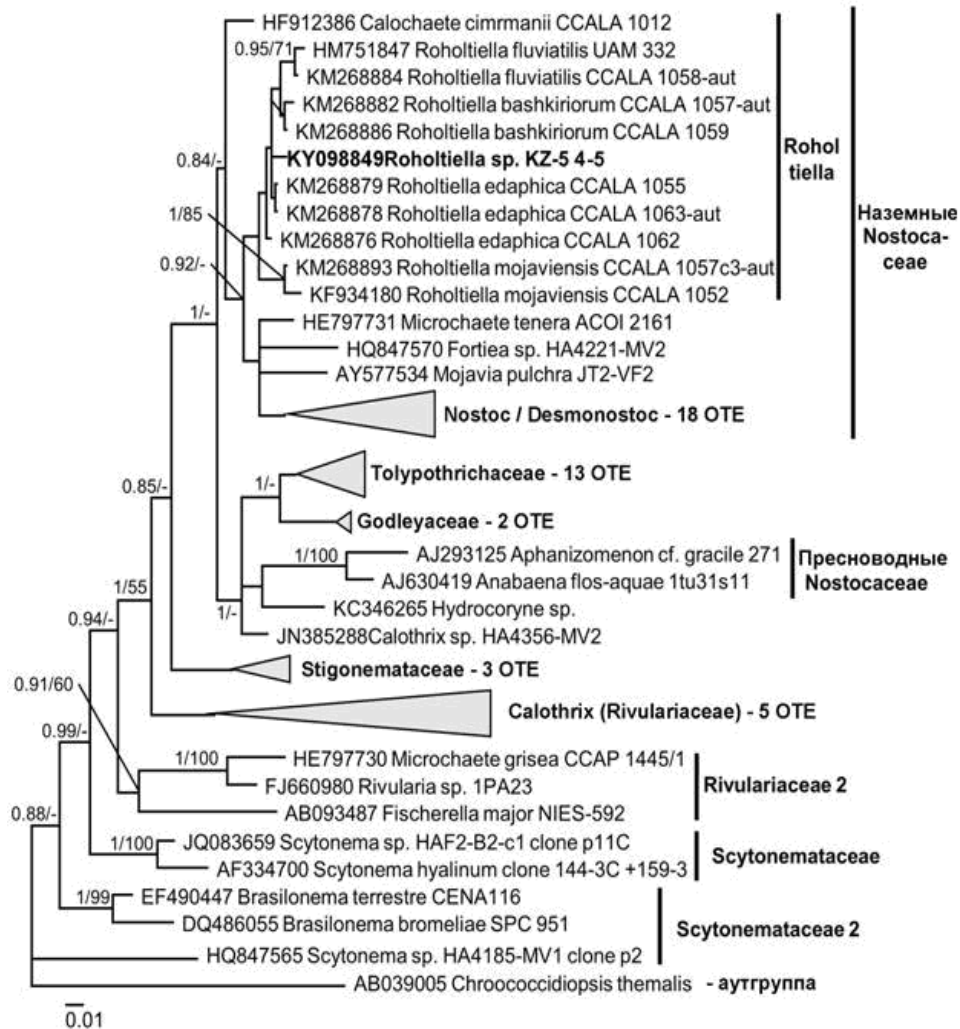 HF912386 Calochaete cimrmanii CCALA 1012
0.95/71
HM751847 Roholtiella fluviatilis UAM 332
KM268884 Roholtiella fluviatilis CCALA 1058-aut
KM268882 Roholtiella bashkiriorum CCALA 1057-aut
KM268886 Roholtiella bashkiriorum CCALA 1059
KY098849Roholtiella sp. KZ-5 4-5
0.84/-
KM268879 Roholtiella edaphica CCALA 1055
KM268878 Roholtiella edaphica CCALA 1063-aut
1/85
KM268876 Roholtiella edaphica CCALA 1062
0.92/-
KM268893 Roholtiella mojaviensis CCALA 1057c3-aut
KF934180 Roholtiella mojaviensis CCALA 1052
Rohol
tiella
Наземные
Nostoca-
ceae
1/-
HE797731 Microchaete tenera ACOI 2161
HQ847570 Fortiea sp. HA4221-MV2
AY577534 Mojavia pulchra JT2-VF2
Nostoc / Desmonostoc - 18 OTE
Tolypothrichaceae - 13 OTE
0.85/-
1/-
Godleyaceae - 2 OTE
1/100
AJ293125 Aphanizomenon cf. gracile 271
AJ630419 Anabaena flos-aquae 1tu31s11
Пресноводные
Nostocaceae
1/55
1/-
KC346265 Hydrocoryne sp.
JN385288Calothrix sp. HA4356-MV2
0.94/-
Stigonemataceae - 3 OTE
0.91/60
Calothrix (Rivulariaceae) - 5 OTE
0.99/-
1/100
HE797730 Microchaete grisea CCAP 1445/1
FJ660980 Rivularia sp. 1PA23
AB093487 Fischerella major NIES-592
Rivulariaceae 2
0.88/-
1/100
JQ083659 Scytonema sp. HAF2-B2-c1 clone p11C
AF334700 Scytonema hyalinum clone 144-3C +159-3
Scytonemataceae
1/99
EF490447 Brasilonema terrestre CENA116
DQ486055 Brasilonema bromeliae SPC 951
HQ847565 Scytonema sp. HA4185-MV1 clone p2
Scytonemataceae 2
AB039005 Chroococcidiopsis themalis - аутгруппа
0.01